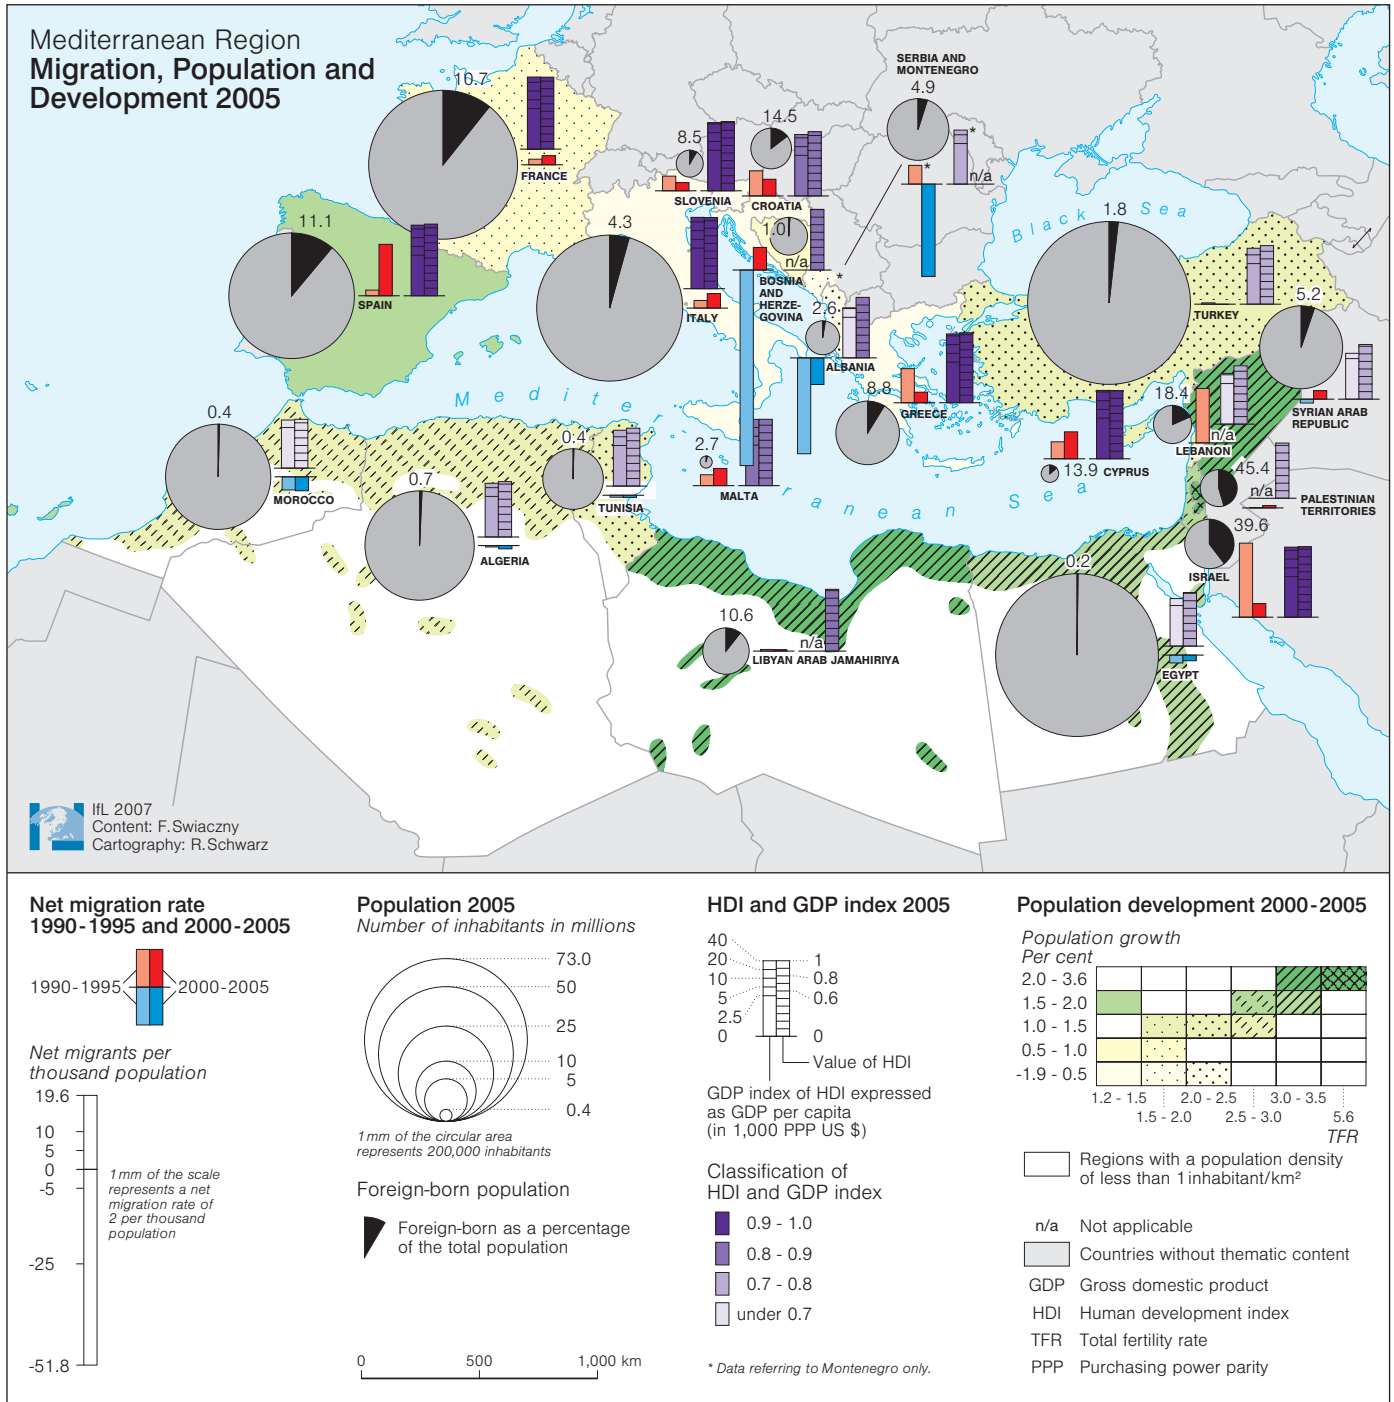 Mediterranean Region
Migration, Population and
Development 2005
10.7
FRANCE
8.5
SLOVENIA
14.5
CROATIA
SERBIA AND
MONTENEGRO
4.9
*
*
n/a
11.1
SPAIN
4.3
ITALY
1.0
n/a
BOSNIA
AND
HERZE-
GOVINA
*
2.6
ALBANIA
Black Sea
1.8
TURKEY
5.2
SYRIAN ARAB
REPUBLIC
8.8
GREECE
18.4
n/a
LEBANON
13.9
CYPRUS
45.4
n/a
PALESTINIAN
TERRITORIES
39.6
ISRAEL
Mediterranean Sea
0.4
MOROCCO
0.7
ALGERIA
0.4
TUNISIA
2.7
MALTA
10.6
n/a
LIBYAN ARAB JAMAHIRIYA
0.2
EGYPT
IfL 2007
Content: F.Swiaczny
Cartography: R.Schwarz
Net migration rate
1990-1995 and 2000-2005
1990-1995
2000-2005
Net migrants per
thousand population
19.6
10
5
0
-5
-25
-51.8
1mm of the scale
represents a net
migration rate of
2 per thousand
population
Population 2005
Number of inhabitants in millions
73.0
50
25
10
5
0.4
1mm of the circular area
represents 200,000 inhabitants
Foreign-born population
Foreign-born as a percentage
of the total population
0 500 1,000 km
HDI and GDP index 2005
40
20
10
5
2.5
0
1
0.8
0.6
0
Value of HDI
GDP index of HDI expressed
as GDP per capita
(in 1,000 PPP US $)
Classification of
HDI and GDP index
0.9 - 1.0
0.8 - 0.9
0.7 - 0.8
under 0.7
* Data referring to Montenegro only.
Population development 2000-2005
Population growth
Per cent
2.0 - 3.6
1.5 - 2.0
1.0 - 1.5
0.5 - 1.0
-1.9 - 0.5
1.2 - 1.5 2.0 - 2.5 3.0 - 3.5
1.5 - 2.0 2.5 - 3.0 5.6
TFR
Regions with a population density
of less than 1 inhabitant/km²
n/a Not applicable
Countries without thematic content
GDP Gross domestic product
HDI Human development index
TFR Total fertility rate
PPP Purchasing power parity